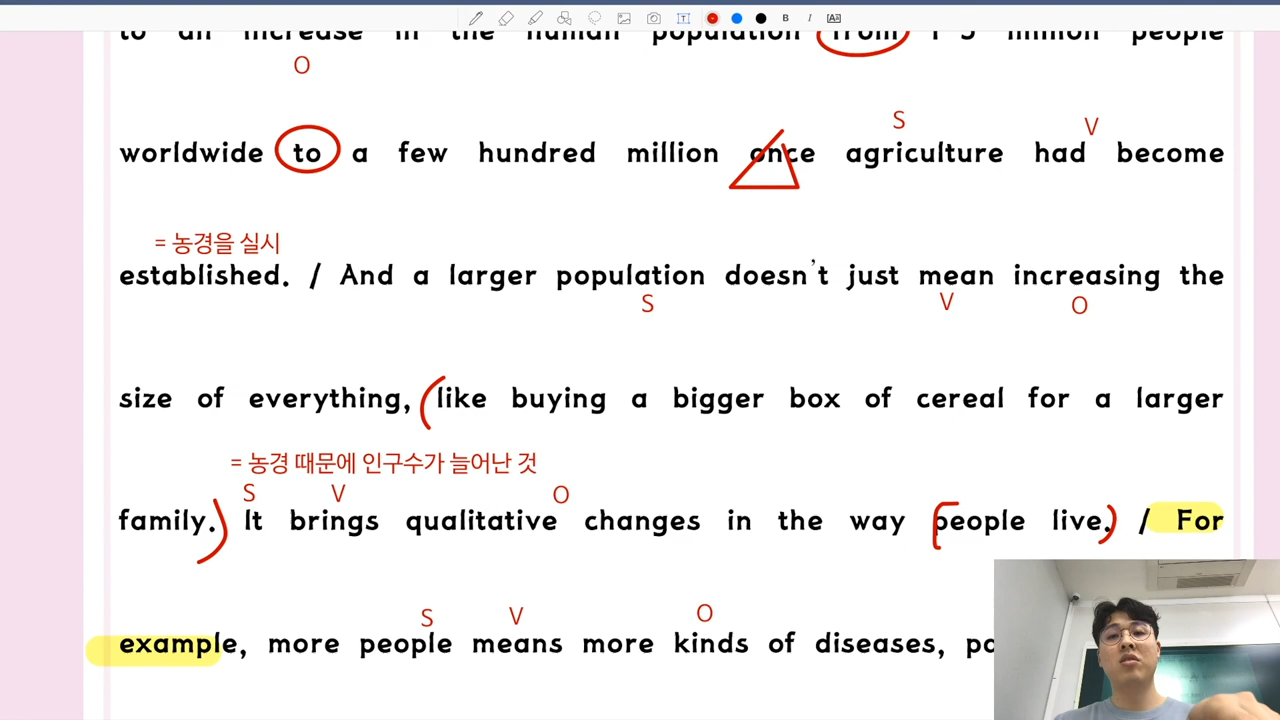 B I A
to an increase in the human population from 1-5 million people
O
S V
worldwide to a few hundred million once agriculture had become
= 농경을 실시
established. / And a larger population doesn't just mean increasing the
S V O
size of everything, (like buying a bigger box of cereal for a larger
= 농경 때문에 인구수가 늘어난 것
S V O
family.) It brings qualitative changes in the way [people live.) / For
S V O
example, more people means more kinds of diseases,